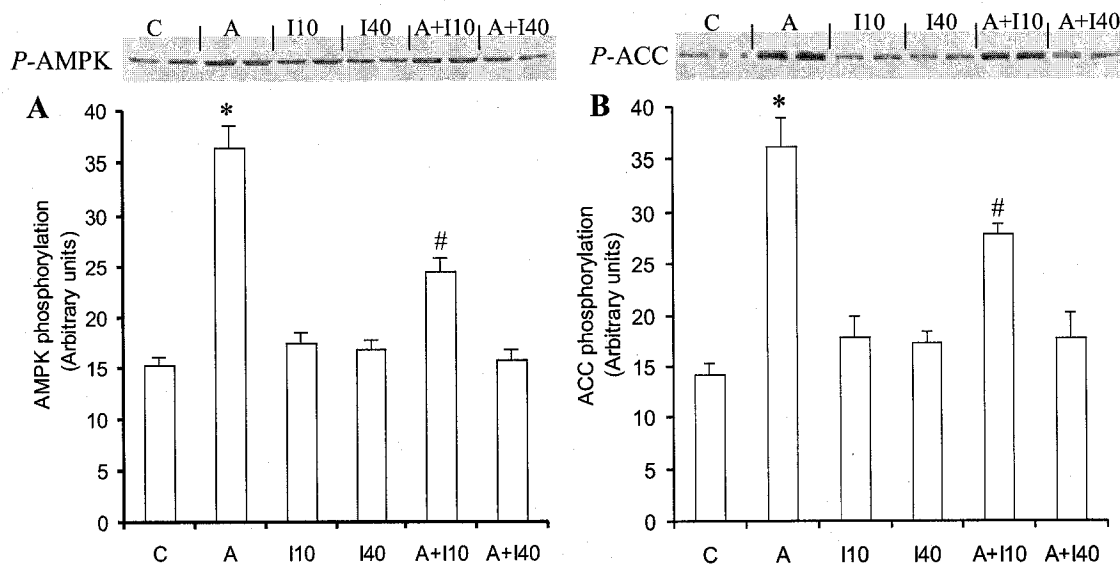 C A I10 I40 A+I10 A+I40
P-AMPK
A
*
#
40
35
30
25
20
15
10
5
0
AMPK phosphorylation
(Arbitrary units)
C A I10 I40 A+I10 A+I40
C A I10 I40 A+I10 A+I40
P-ACC
B
*
#
40
35
30
25
20
15
10
5
0
ACC phosphorylation
(Arbitrary units)
C A I10 I40 A+I10 A+I40